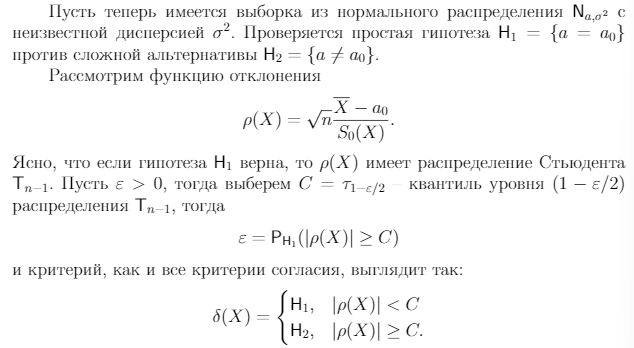 Пусть теперь имеется выборка из нормального распределения N_{a,σ²} с
неизвестной дисперсией σ². Проверяется простая гипотеза H₁ = {a = a₀}
против сложной альтернативы H₂ = {a ≠ a₀}.
Рассмотрим функцию отклонения
ρ(X) = √n (X̅ − a₀)/S₀(X).
Ясно, что если гипотеза H₁ верна, то ρ(X) имеет распределение Стьюдента
T_{n−1}. Пусть ε > 0, тогда выберем C = τ_{1−ε/2} – квантиль уровня (1 − ε/2)
распределения T_{n−1}, тогда
ε = P_{H₁}(|ρ(X)| ≥ C)
и критерий, как и все критерии согласия, выглядит так:
δ(X) = { H₁, |ρ(X)| < C
H₂, |ρ(X)| ≥ C.